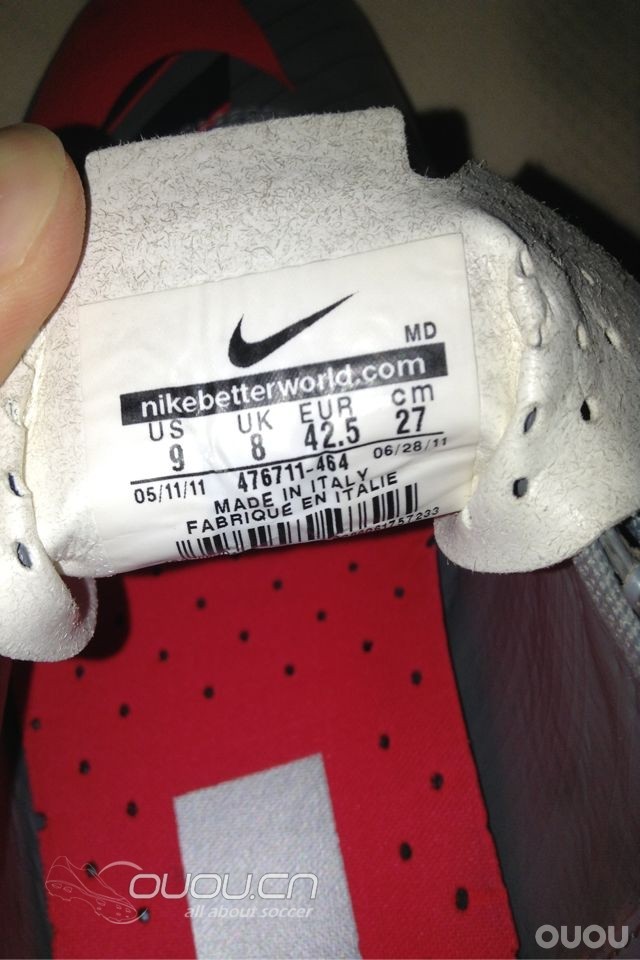 MD
nikebetterworld.com
US UK EUR cm
9 8 42.5 27
05/11/11 476711-464 06/28/11
MADE IN ITALY
FABRIQUE EN ITALIE
OUOU.CN
all about soccer
OUOU